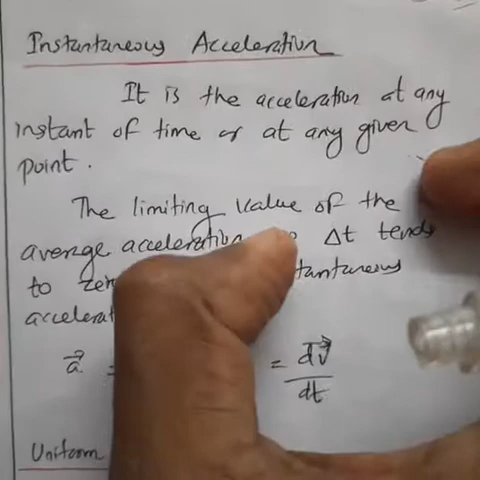 Instantaneous Acceleration
It is the acceleration at any
instant of time or at any given
point.
The limiting value of the
average acceleration Δt tends
to
a⃗ = = dv⃗/dt
Uniform